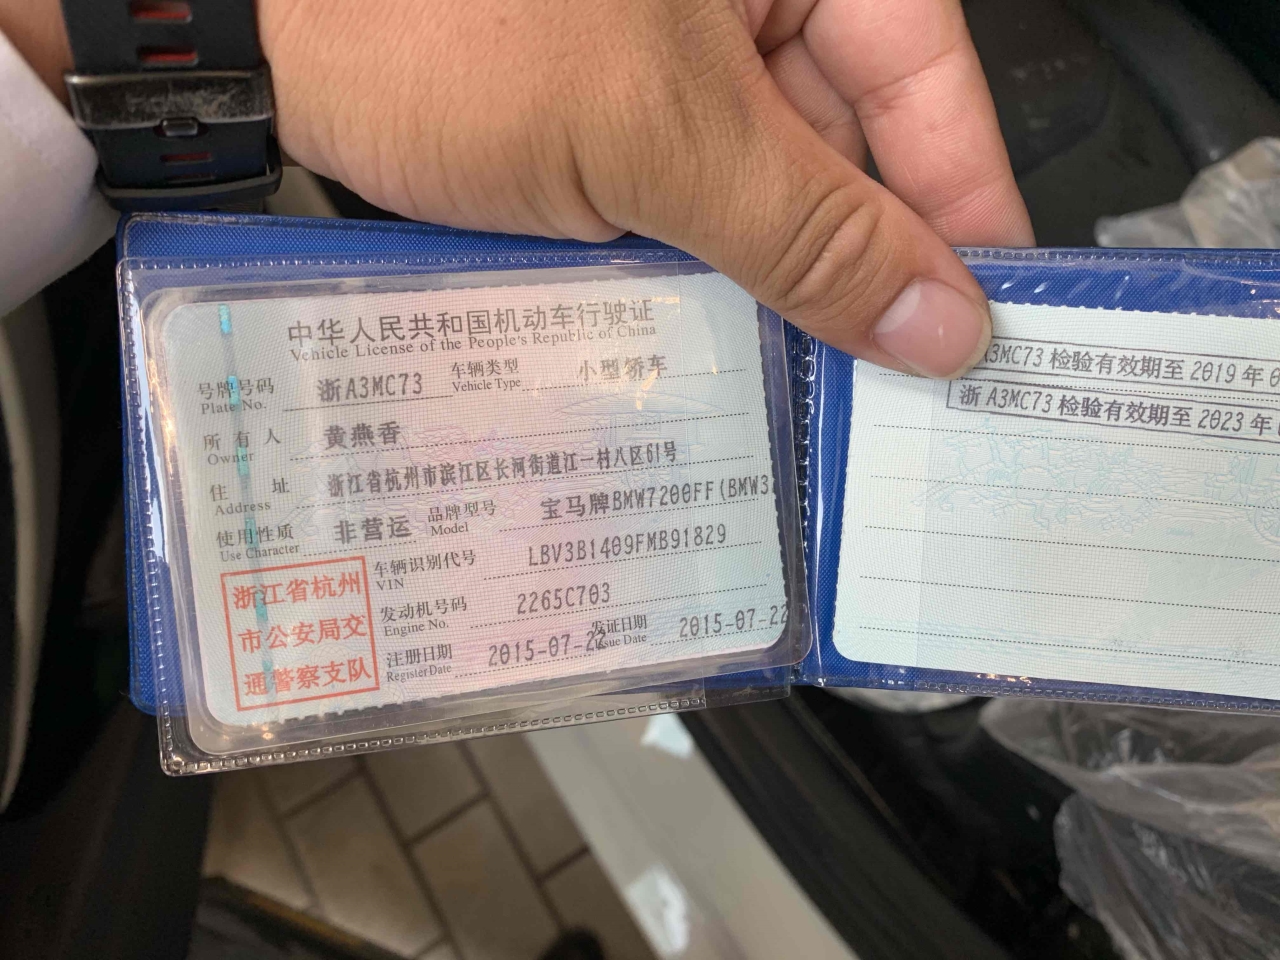 中华人民共和国机动车行驶证
Vehicle License of the People's Republic of China
号牌号码 浙A3MC73 车辆类型 小型轿车
Plate No. Vehicle Type
所有人 黄燕香
Owner
住址 浙江省杭州市滨江区长河街道江一村八区61号
Address
使用性质 非营运 品牌型号 宝马牌BMW7200FF(BMW3
Use Character Model
车辆识别代号 LBV3B1409FMB91829
VIN
发动机号码 2265C703
Engine No.
注册日期 2015-07-22 发证日期 2015-07-22
Register Date Issue Date
浙江省杭州
市公安局交
通警察支队
A3MC73 检验有效期至 2019 年 0
浙 A3MC73 检验有效期至 2023 年